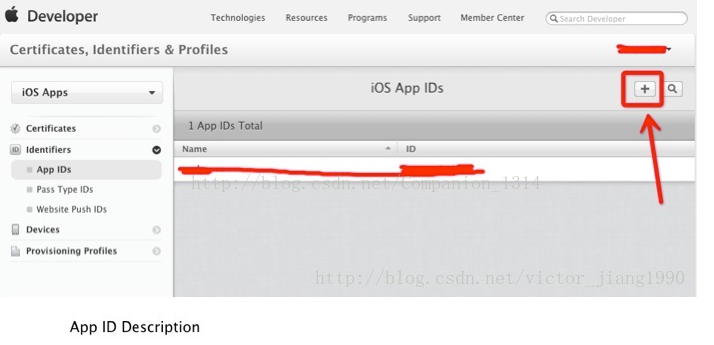 Developer
Technologies Resources Programs Support Member Center Search Developer
Certificates, Identifiers & Profiles
iOS Apps
iOS App IDs
Certificates
1 App IDs Total
Identifiers
Name ID
App IDs
http://blog.csdn.net/companion_1314
Pass Type IDs
Website Push IDs
Devices
Provisioning Profiles
http://blog.csdn.net/victor_jiang1990
App ID Description